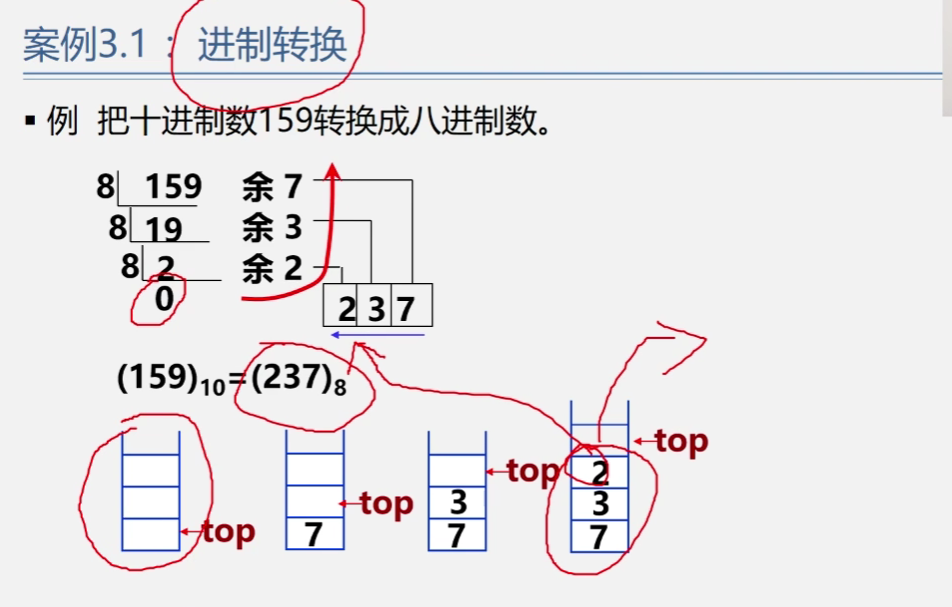 案例3.1：进制转换
▪ 例 把十进制数159转换成八进制数。
8 159 余 7
8 19 余 3
8 2 余 2
0
2 3 7
(159)10=(237)8
top
top
7
top
3
7
top
2
3
7